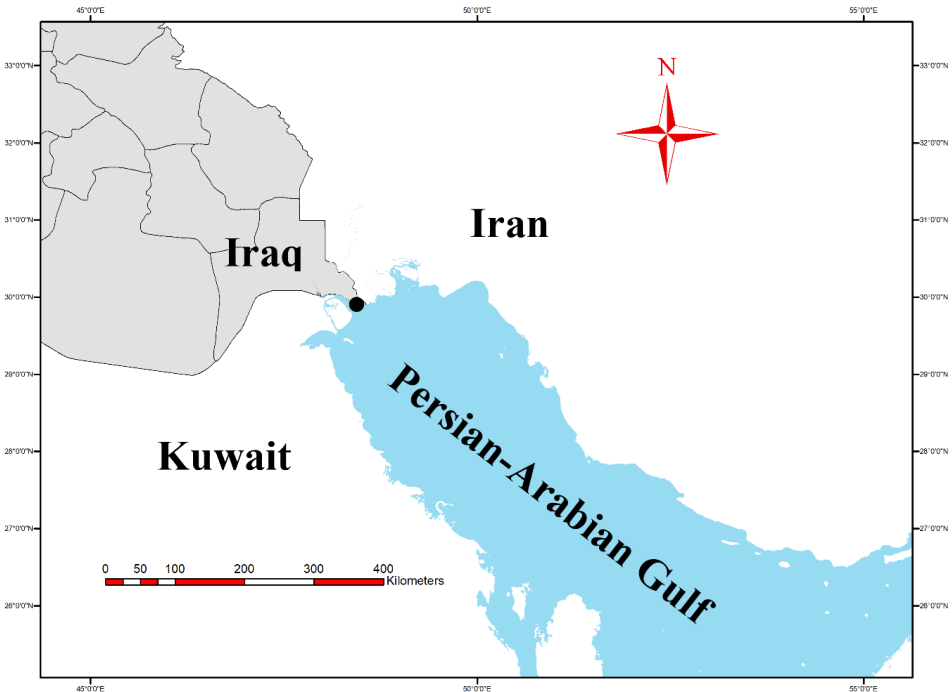 45°0'0"E 50°0'0"E 55°0'0"E
N
33°0'0"N 33°0'0"N
32°0'0"N 32°0'0"N
31°0'0"N 31°0'0"N
Iran
Iraq
30°0'0"N 30°0'0"N
29°0'0"N 29°0'0"N
Persian-Arabian Gulf
28°0'0"N 28°0'0"N
Kuwait
27°0'0"N 27°0'0"N
0 50 100 200 300 400
Kilometers
26°0'0"N 26°0'0"N
45°0'0"E 50°0'0"E 55°0'0"E